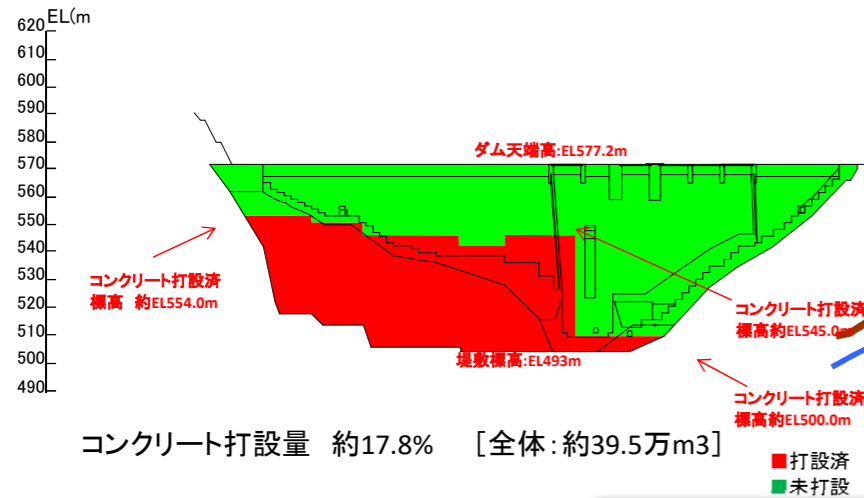 EL(m
620
610
600
590
580
570
560
550
540
530
520
510
500
490
ダム天端高:EL577.2m
コンクリート打設済
標高 約EL554.0m
コンクリート打設済
標高約EL545.0m
堤敷標高:EL493m
コンクリート打設済
標高約EL500.0m
コンクリート打設量 約17.8% [全体:約39.5万m3]
■打設済
■未打設